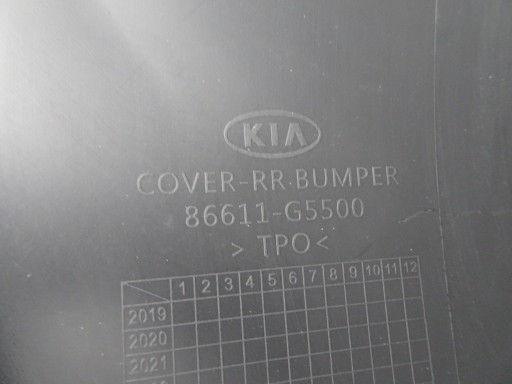 KIA
COVER-RR.BUMPER
86611-G5500
> TPO <
1 2 3 4 5 6 7 8 9 10 11 12
2019
2020
2021